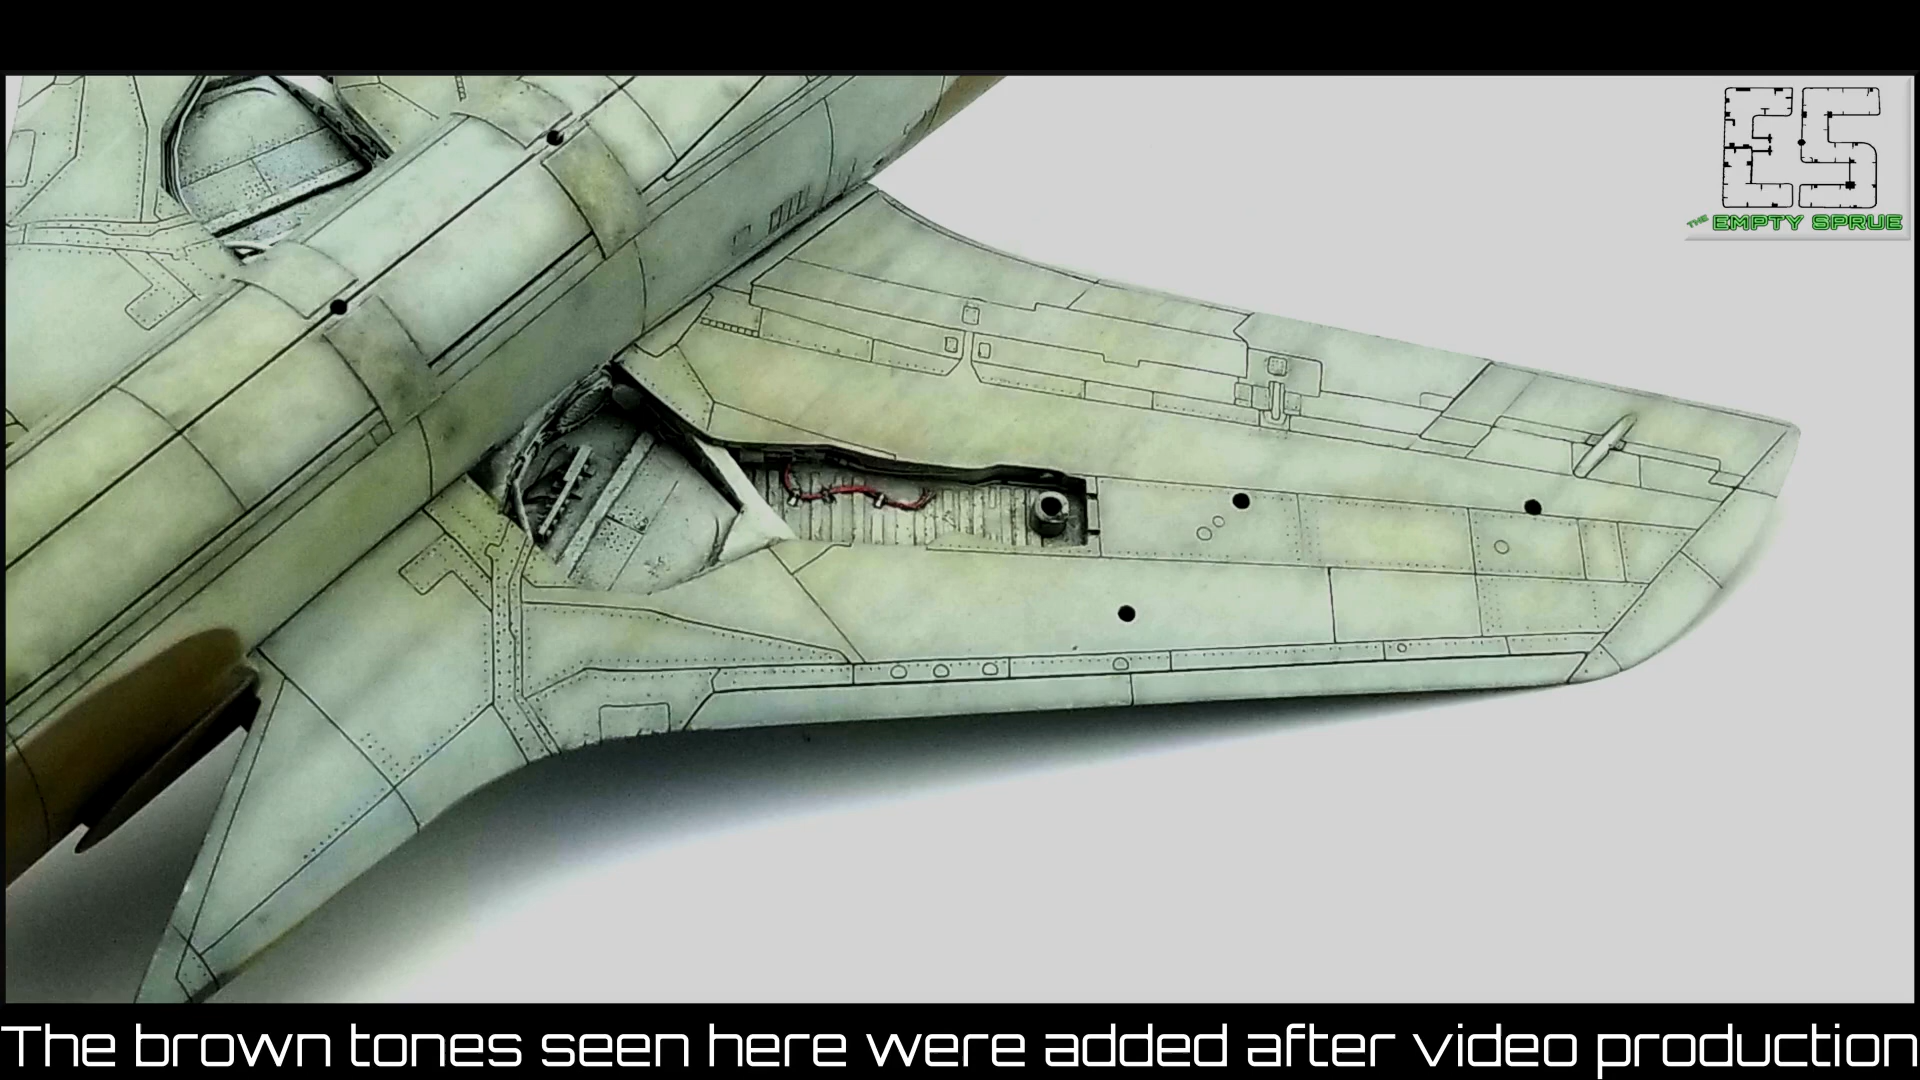 ES
THE EMPTY SPRUE
The brown tones seen here were added after video production